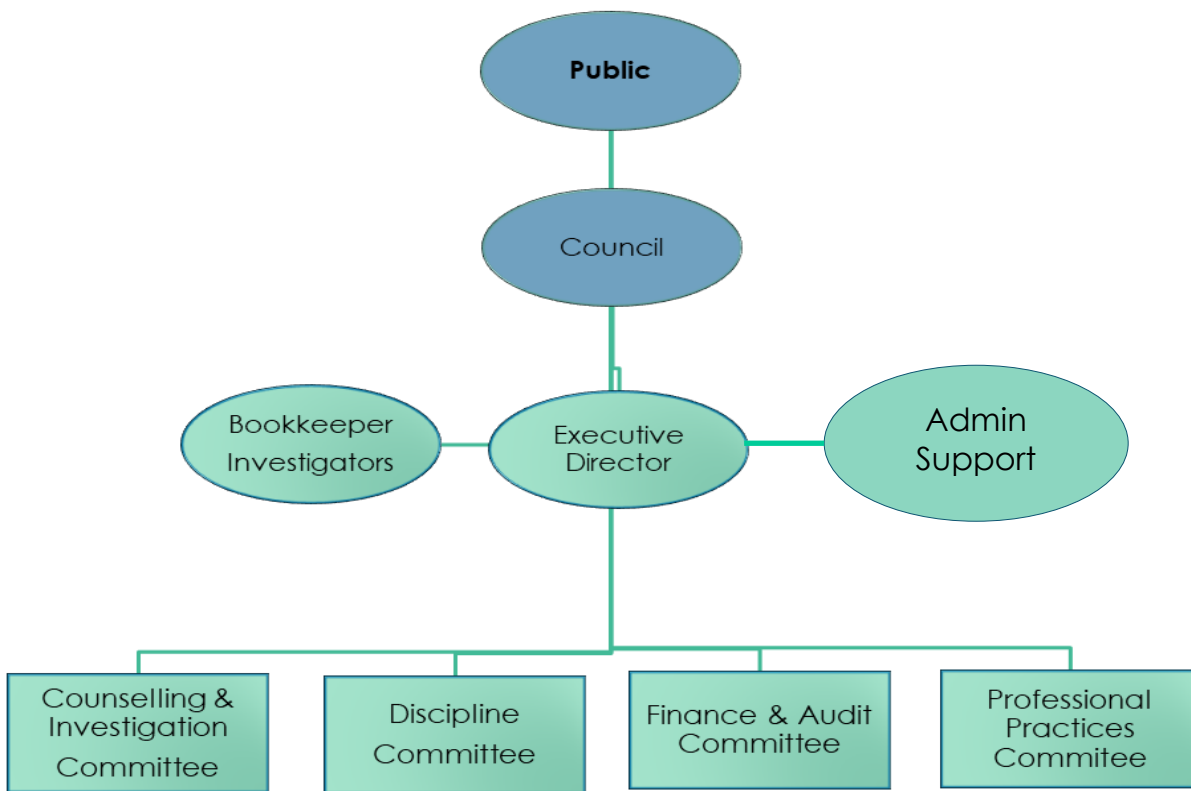 Public
Council
Bookkeeper
Investigators
Executive
Director
Admin
Support
Counselling &
Investigation
Committee
Discipline
Committee
Finance & Audit
Committee
Professional
Practices
Commitee